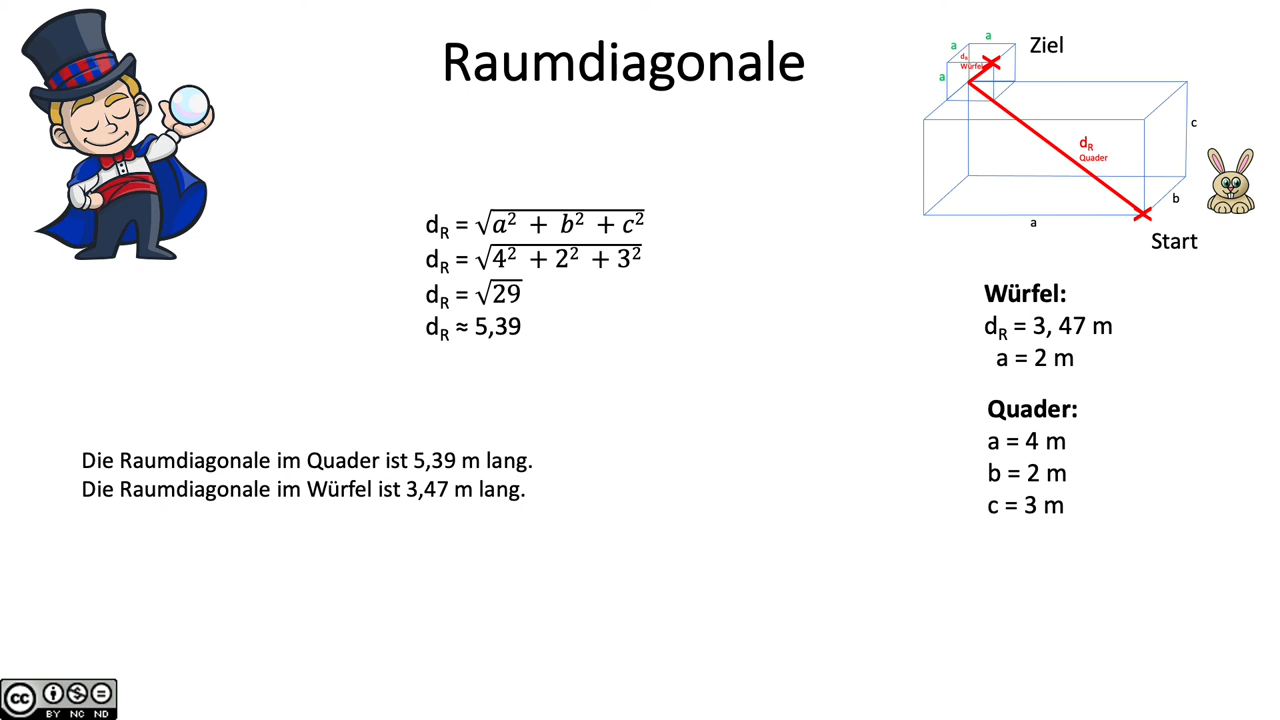 Raumdiagonale
a
a
a
dR
Würfel
Ziel
c
dR
Quader
b
a
Start
dR = √a² + b² + c²
dR = √4² + 2² + 3²
dR = √29
dR ≈ 5,39
Würfel:
dR = 3, 47 m
a = 2 m
Quader:
a = 4 m
b = 2 m
c = 3 m
Die Raumdiagonale im Quader ist 5,39 m lang.
Die Raumdiagonale im Würfel ist 3,47 m lang.
cc
BY NC ND